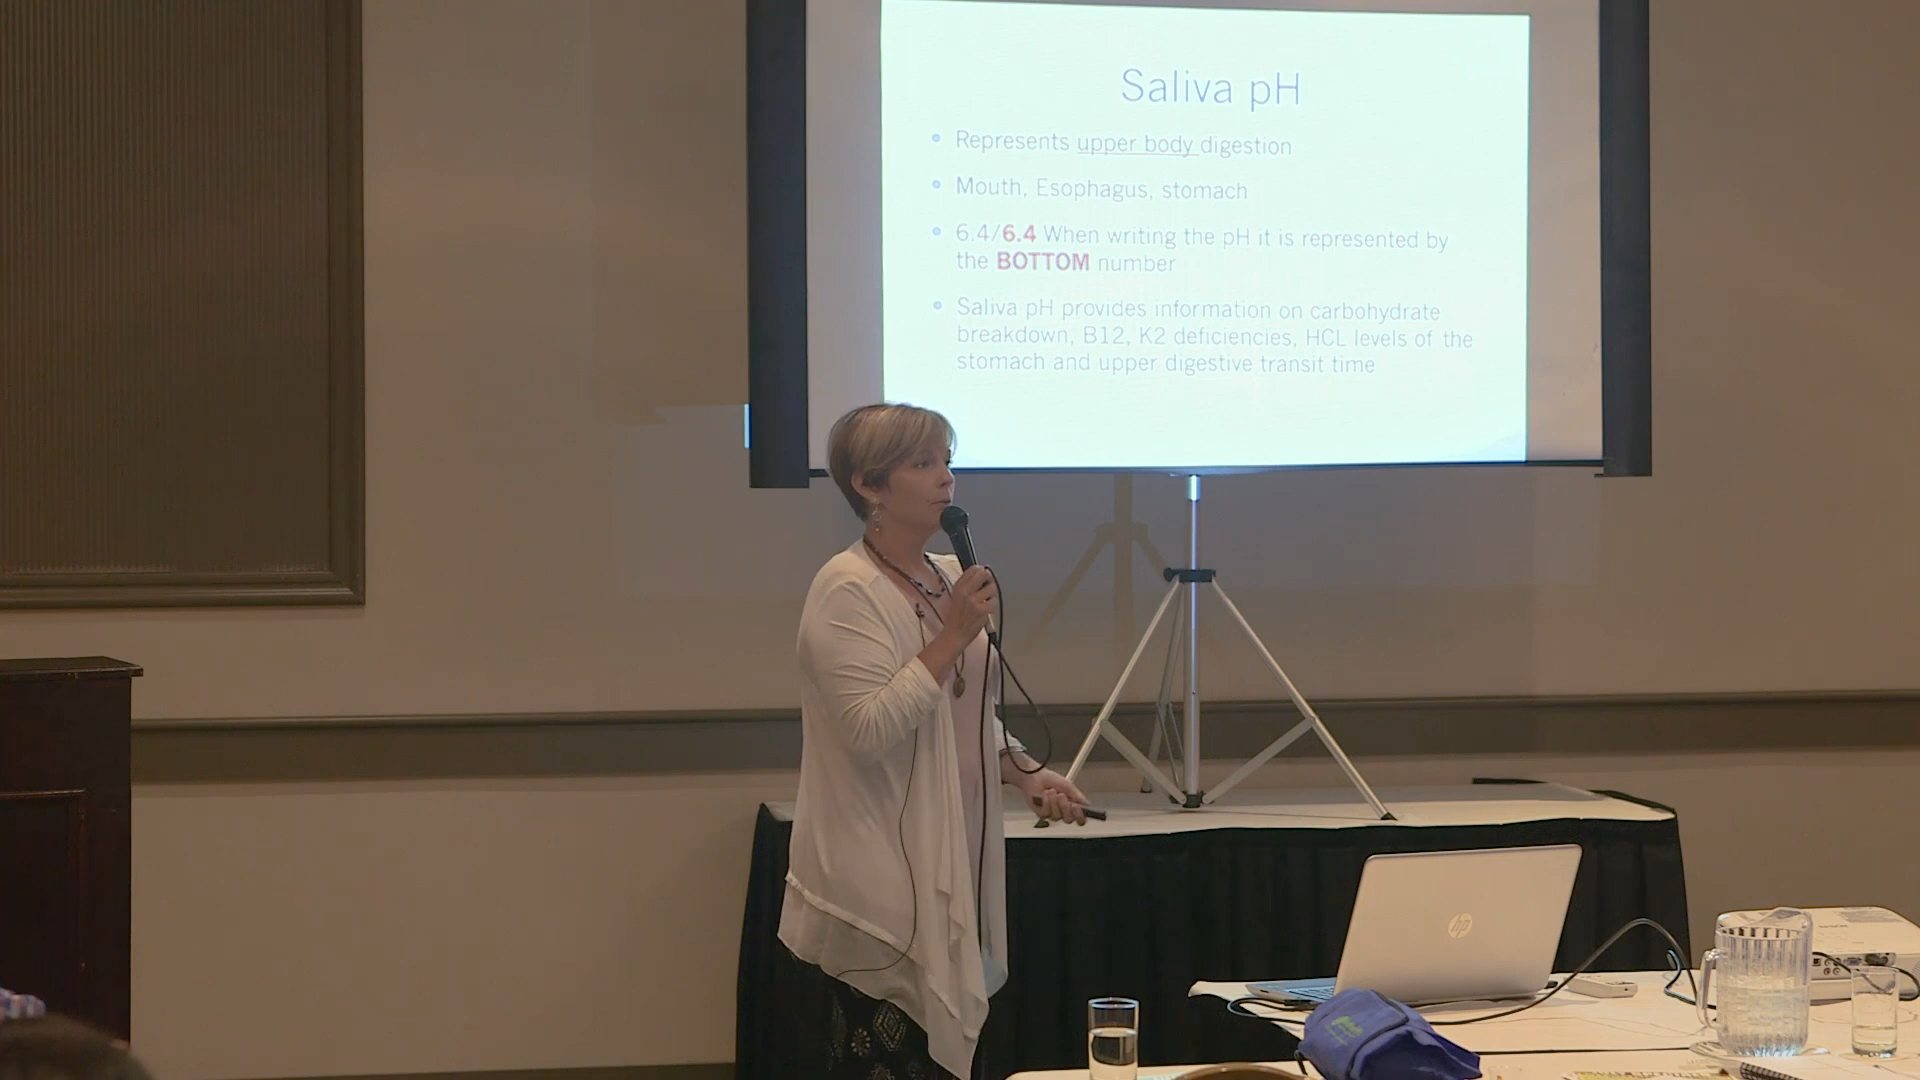 Saliva pH
Represents upper body digestion
Mouth, Esophagus, stomach
6.4/6.4 When writing the pH it is represented by
the BOTTOM number
Saliva pH provides information on carbohydrate
breakdown, B12, K2 deficiencies, HCL levels of the
stomach and upper digestive transit time
hp